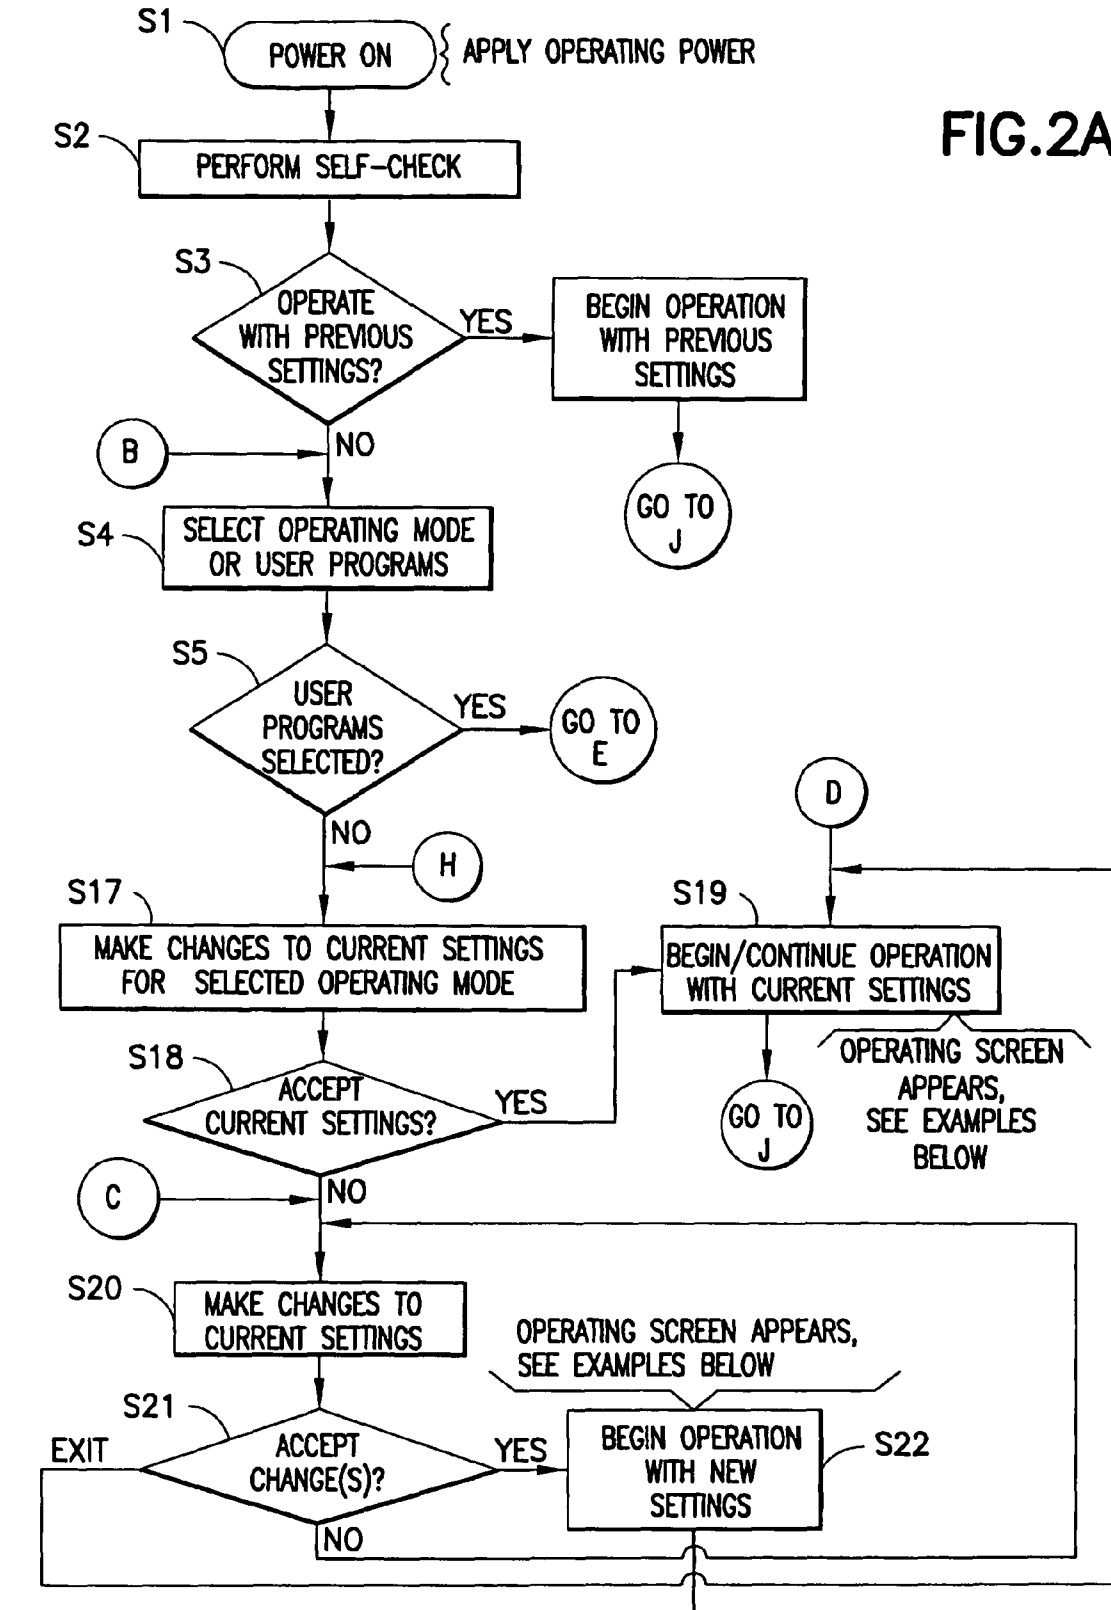 S1
POWER ON
APPLY OPERATING POWER
FIG.2A
S2
PERFORM SELF-CHECK
S3
OPERATE
WITH PREVIOUS
SETTINGS?
YES
BEGIN OPERATION
WITH PREVIOUS
SETTINGS
NO
B
GO TO
J
S4
SELECT OPERATING MODE
OR USER PROGRAMS
S5
USER
PROGRAMS
SELECTED?
YES
GO TO
E
NO
H
D
S17
MAKE CHANGES TO CURRENT SETTINGS
FOR SELECTED OPERATING MODE
S19
BEGIN/CONTINUE OPERATION
WITH CURRENT SETTINGS
OPERATING SCREEN
APPEARS,
SEE EXAMPLES
BELOW
GO TO
J
S18
ACCEPT
CURRENT SETTINGS?
YES
NO
C
S20
MAKE CHANGES TO
CURRENT SETTINGS
OPERATING SCREEN APPEARS,
SEE EXAMPLES BELOW
S21
ACCEPT
CHANGE(S)?
EXIT
YES
BEGIN OPERATION
WITH NEW
SETTINGS
S22
NO